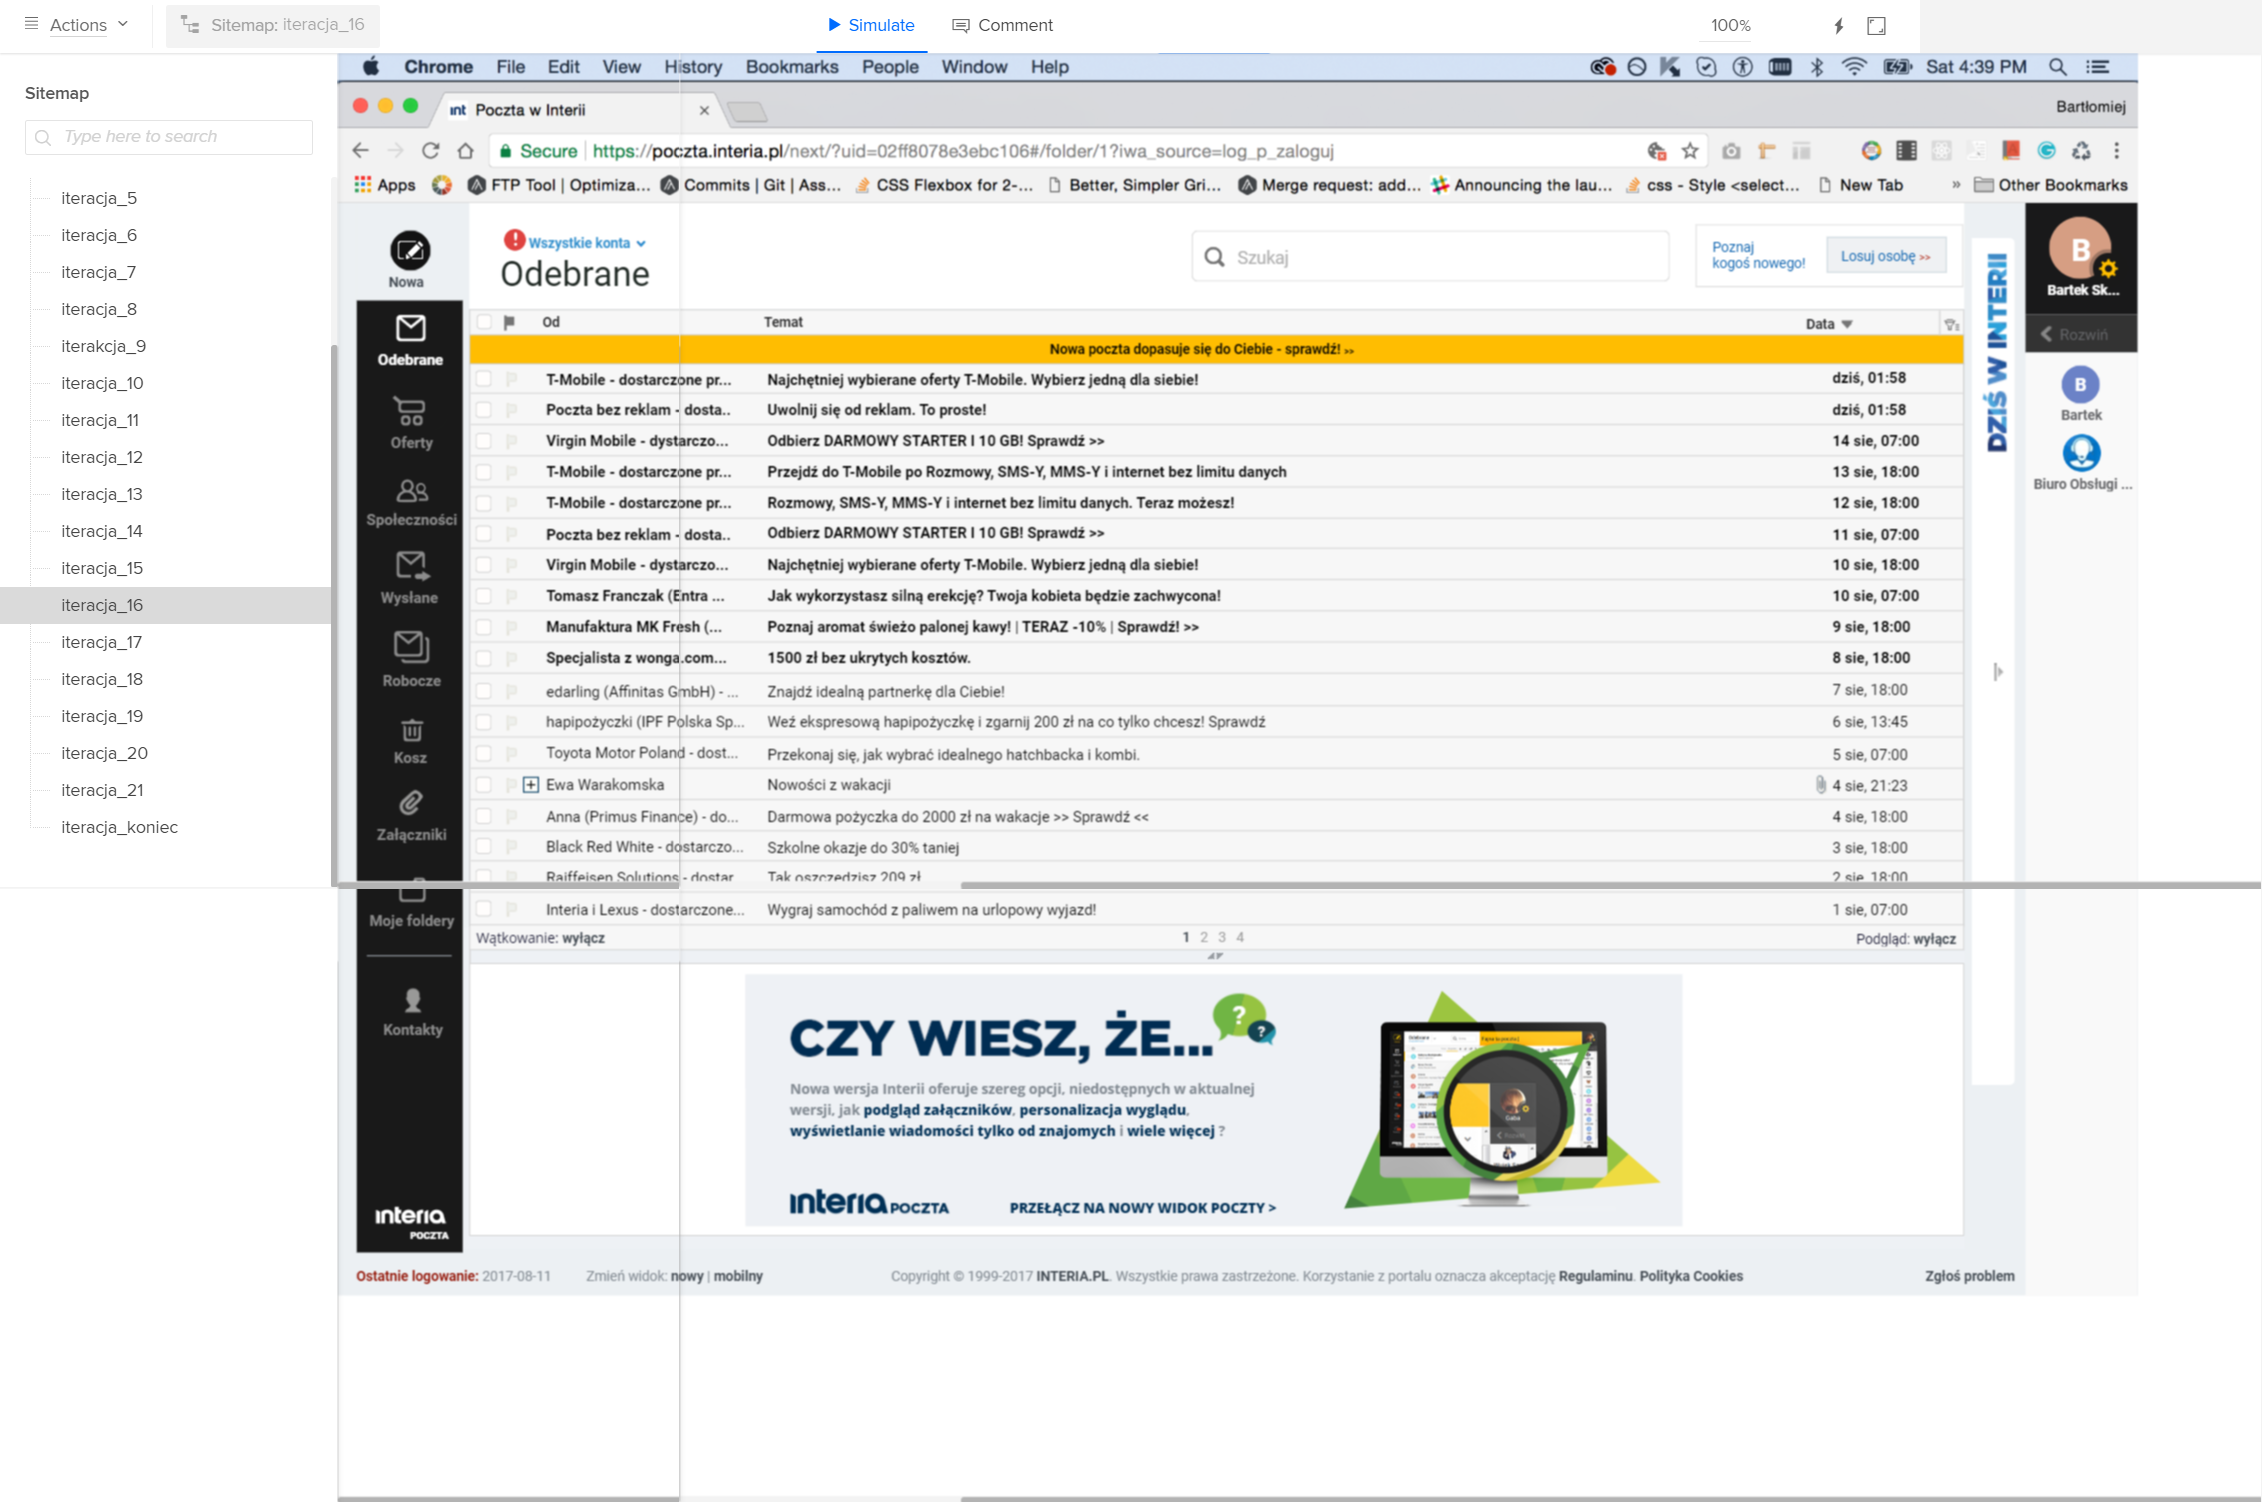 Actions
Sitemap: iteracja_16
Simulate
Comment
100%
Sitemap
Type here to search
iteracja_5
iteracja_6
iteracja_7
iteracja_8
iterakcja_9
iteracja_10
iteracja_11
iteracja_12
iteracja_13
iteracja_14
iteracja_15
iteracja_16
iteracja_17
iteracja_18
iteracja_19
iteracja_20
iteracja_21
iteracja_koniec
Chrome File Edit View History Bookmarks People Window Help
Sat 4:39 PM
int Poczta w Interii
Bartłomiej
Secure https://poczta.interia.pl/next/?uid=02ff8078e3ebc106#/folder/1?iwa_source=log_p_zaloguj
Apps FTP Tool | Optimiza... Commits | Git | Ass... CSS Flexbox for 2-... Better, Simpler Gri... Merge request: add... Announcing the lau... css - Style <select... New Tab » Other Bookmarks
Nowa
Odebrane
Oferty
Społeczności
Wysłane
Robocze
Kosz
Załączniki
Moje foldery
Kontakty
interia
POCZTA
Wszystkie konta
Odebrane
Szukaj
Poznaj
kogoś nowego!
Losuj osobę >>
Od Temat Data
Nowa poczta dopasuje się do Ciebie - sprawdź! >>
T-Mobile - dostarczone pr... Najchętniej wybierane oferty T-Mobile. Wybierz jedną dla siebie! dziś, 01:58
Poczta bez reklam - dosta.. Uwolnij się od reklam. To proste! dziś, 01:58
Virgin Mobile - dystarczo... Odbierz DARMOWY STARTER I 10 GB! Sprawdź >> 14 sie, 07:00
T-Mobile - dostarczone pr... Przejdź do T-Mobile po Rozmowy, SMS-Y, MMS-Y i internet bez limitu danych 13 sie, 18:00
T-Mobile - dostarczone pr... Rozmowy, SMS-Y, MMS-Y i internet bez limitu danych. Teraz możesz! 12 sie, 18:00
Poczta bez reklam - dosta.. Odbierz DARMOWY STARTER I 10 GB! Sprawdź >> 11 sie, 07:00
Virgin Mobile - dystarczo... Najchętniej wybierane oferty T-Mobile. Wybierz jedną dla siebie! 10 sie, 18:00
Tomasz Franczak (Entra ... Jak wykorzystasz silną erekcję? Twoja kobieta będzie zachwycona! 10 sie, 07:00
Manufaktura MK Fresh (... Poznaj aromat świeżo palonej kawy! | TERAZ -10% | Sprawdź! >> 9 sie, 18:00
Specjalista z wonga.com... 1500 zł bez ukrytych kosztów. 8 sie, 18:00
edarling (Affinitas GmbH) - ... Znajdź idealną partnerkę dla Ciebie! 7 sie, 18:00
hapipożyczki (IPF Polska Sp... Weź ekspresową hapipożyczkę i zgarnij 200 zł na co tylko chcesz! Sprawdź 6 sie, 13:45
Toyota Motor Poland - dost... Przekonaj się, jak wybrać idealnego hatchbacka i kombi. 5 sie, 07:00
Ewa Warakomska Nowości z wakacji 4 sie, 21:23
Anna (Primus Finance) - do... Darmowa pożyczka do 2000 zł na wakacje >> Sprawdź << 4 sie, 18:00
Black Red White - dostarczo... Szkolne okazje do 30% taniej 3 sie, 18:00
Raiffeisen Solutions - dostar Tak oszczędzisz 209 zł 2 sie, 18:00
Interia i Lexus - dostarczone... Wygraj samochód z paliwem na urlopowy wyjazd! 1 sie, 07:00
Wątkowanie: wyłącz 1 2 3 4 Podgląd: wyłącz
DZIŚ W INTERII
B
Bartek Sk...
Rozwiń
B
Bartek
Biuro Obsługi ...
CZY WIESZ, ŻE...
? ?
Nowa wersja Interii oferuje szereg opcji, niedostępnych w aktualnej
wersji, jak podgląd załączników, personalizacja wyglądu,
wyświetlanie wiadomości tylko od znajomych i wiele więcej ?
interia POCZTA
PRZEŁĄCZ NA NOWY WIDOK POCZTY >
Ostatnie logowanie: 2017-08-11 Zmień widok: nowy | mobilny Copyright © 1999-2017 INTERIA.PL. Wszystkie prawa zastrzeżone. Korzystanie z portalu oznacza akceptację Regulaminu. Polityka Cookies Zgłoś problem